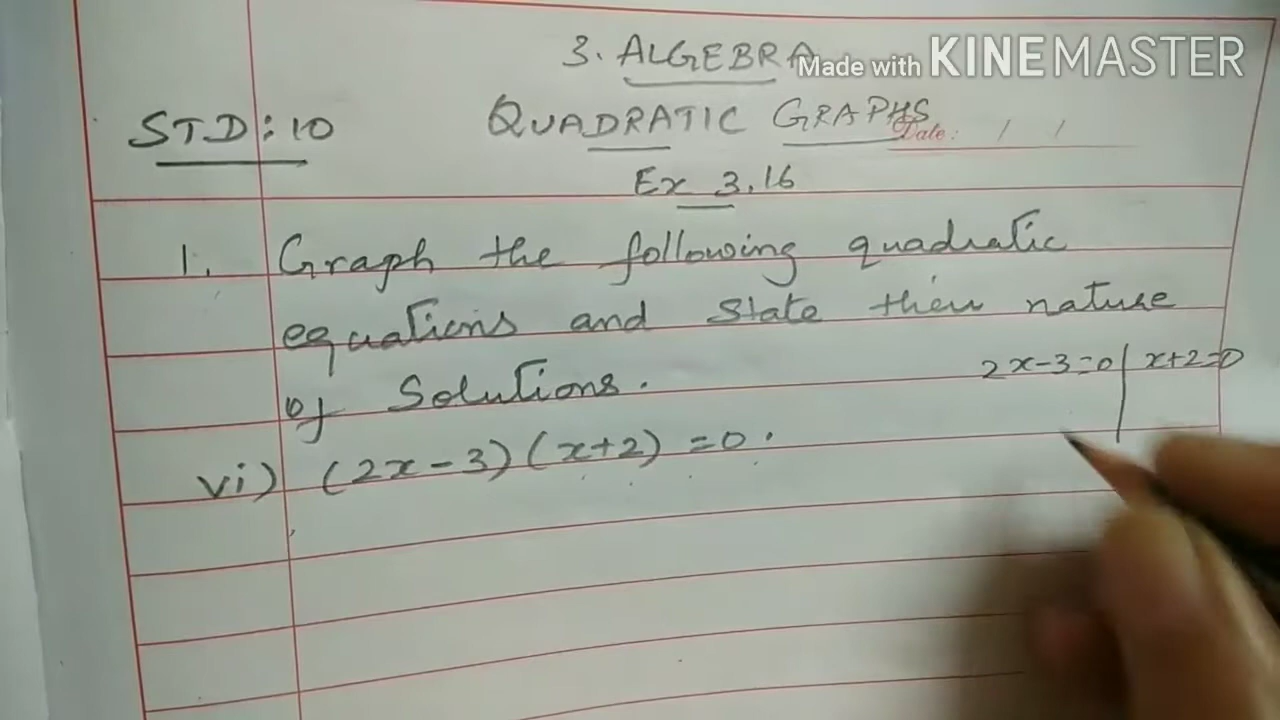 3. ALGEBRA
Made with KINEMASTER
STD: 10
QUADRATIC GRAPHS
Date: / /
Ex 3.16
1. Graph the following quadratic
equations and state their nature
of Solutions.
2x-3=0 | x+2=0
vi) (2x-3)(x+2) = 0.